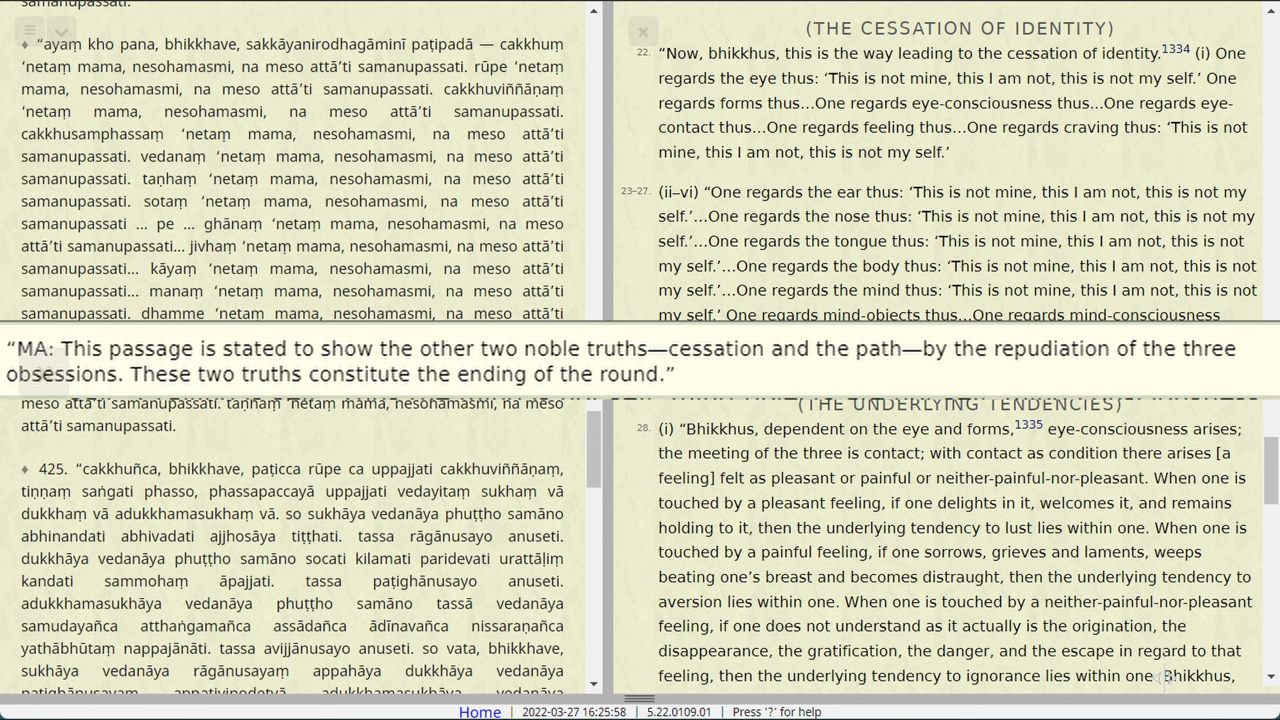 ♦ “ayaṃ kho pana, bhikkhave, sakkāyanirodhagāminī paṭipadā — cakkhuṃ
‘netaṃ mama, nesohamasmi, na meso attā’ti samanupassati. rūpe ‘netaṃ
mama, nesohamasmi, na meso attā’ti samanupassati. cakkhuviññāṇaṃ
‘netaṃ mama, nesohamasmi, na meso attā’ti samanupassati.
cakkhusamphassaṃ ‘netaṃ mama, nesohamasmi, na meso attā’ti
samanupassati. vedanaṃ ‘netaṃ mama, nesohamasmi, na meso attā’ti
samanupassati. taṇhaṃ ‘netaṃ mama, nesohamasmi, na meso attā’ti
samanupassati. sotaṃ ‘netaṃ mama, nesohamasmi, na meso attā’ti
samanupassati ... pe ... ghānaṃ ‘netaṃ mama, nesohamasmi, na meso
attā’ti samanupassati... jivhaṃ ‘netaṃ mama, nesohamasmi, na meso attā’ti
samanupassati... kāyaṃ ‘netaṃ mama, nesohamasmi, na meso attā’ti
samanupassati... manaṃ ‘netaṃ mama, nesohamasmi, na meso attā’ti
samanupassati. dhamme ‘netaṃ mama, nesohamasmi, na meso attā’ti
(THE CESSATION OF IDENTITY)
22. “Now, bhikkhus, this is the way leading to the cessation of identity.1334 (i) One
regards the eye thus: ‘This is not mine, this I am not, this is not my self.’ One
regards forms thus…One regards eye-consciousness thus…One regards eye-
contact thus…One regards feeling thus…One regards craving thus: ‘This is not
mine, this I am not, this is not my self.’
23–27. (ii–vi) “One regards the ear thus: ‘This is not mine, this I am not, this is not my
self.’…One regards the nose thus: ‘This is not mine, this I am not, this is not my
self.’…One regards the tongue thus: ‘This is not mine, this I am not, this is not
my self.’…One regards the body thus: ‘This is not mine, this I am not, this is not
my self.’…One regards the mind thus: ‘This is not mine, this I am not, this is not
my self.’ One regards mind-objects thus…One regards mind-consciousness
“MA: This passage is stated to show the other two noble truths—cessation and the path—by the repudiation of the three
obsessions. These two truths constitute the ending of the round.”
meso attā’ti samanupassati. taṇhaṃ ‘netaṃ mama, nesohamasmi, na meso
attā’ti samanupassati.
♦ 425. “cakkhuñca, bhikkhave, paṭicca rūpe ca uppajjati cakkhuviññāṇaṃ,
tiṇṇaṃ saṅgati phasso, phassapaccayā uppajjati vedayitaṃ sukhaṃ vā
dukkhaṃ vā adukkhamasukhaṃ vā. so sukhāya vedanāya phuṭṭho samāno
abhinandati abhivadati ajjhosāya tiṭṭhati. tassa rāgānusayo anuseti.
dukkhāya vedanāya phuṭṭho samāno socati kilamati paridevati urattāḷiṃ
kandati sammohaṃ āpajjati. tassa paṭighānusayo anuseti.
adukkhamasukhāya vedanāya phuṭṭho samāno tassā vedanāya
samudayañca atthaṅgamañca assādañca ādīnavañca nissaraṇañca
yathābhūtaṃ nappajānāti. tassa avijjānusayo anuseti. so vata, bhikkhave,
sukhāya vedanāya rāgānusayaṃ appahāya dukkhāya vedanāya
paṭighānusayaṃ appaṭivinodetvā adukkhamasukhāya vedanāya
(THE UNDERLYING TENDENCIES)
28. (i) “Bhikkhus, dependent on the eye and forms,1335 eye-consciousness arises;
the meeting of the three is contact; with contact as condition there arises [a
feeling] felt as pleasant or painful or neither-painful-nor-pleasant. When one is
touched by a pleasant feeling, if one delights in it, welcomes it, and remains
holding to it, then the underlying tendency to lust lies within one. When one is
touched by a painful feeling, if one sorrows, grieves and laments, weeps
beating one’s breast and becomes distraught, then the underlying tendency to
aversion lies within one. When one is touched by a neither-painful-nor-pleasant
feeling, if one does not understand as it actually is the origination, the
disappearance, the gratification, the danger, and the escape in regard to that
feeling, then the underlying tendency to ignorance lies within one. Bhikkhus,
Home | 2022-03-27 16:25:58 | 5.22.0109.01 | Press '?' for help